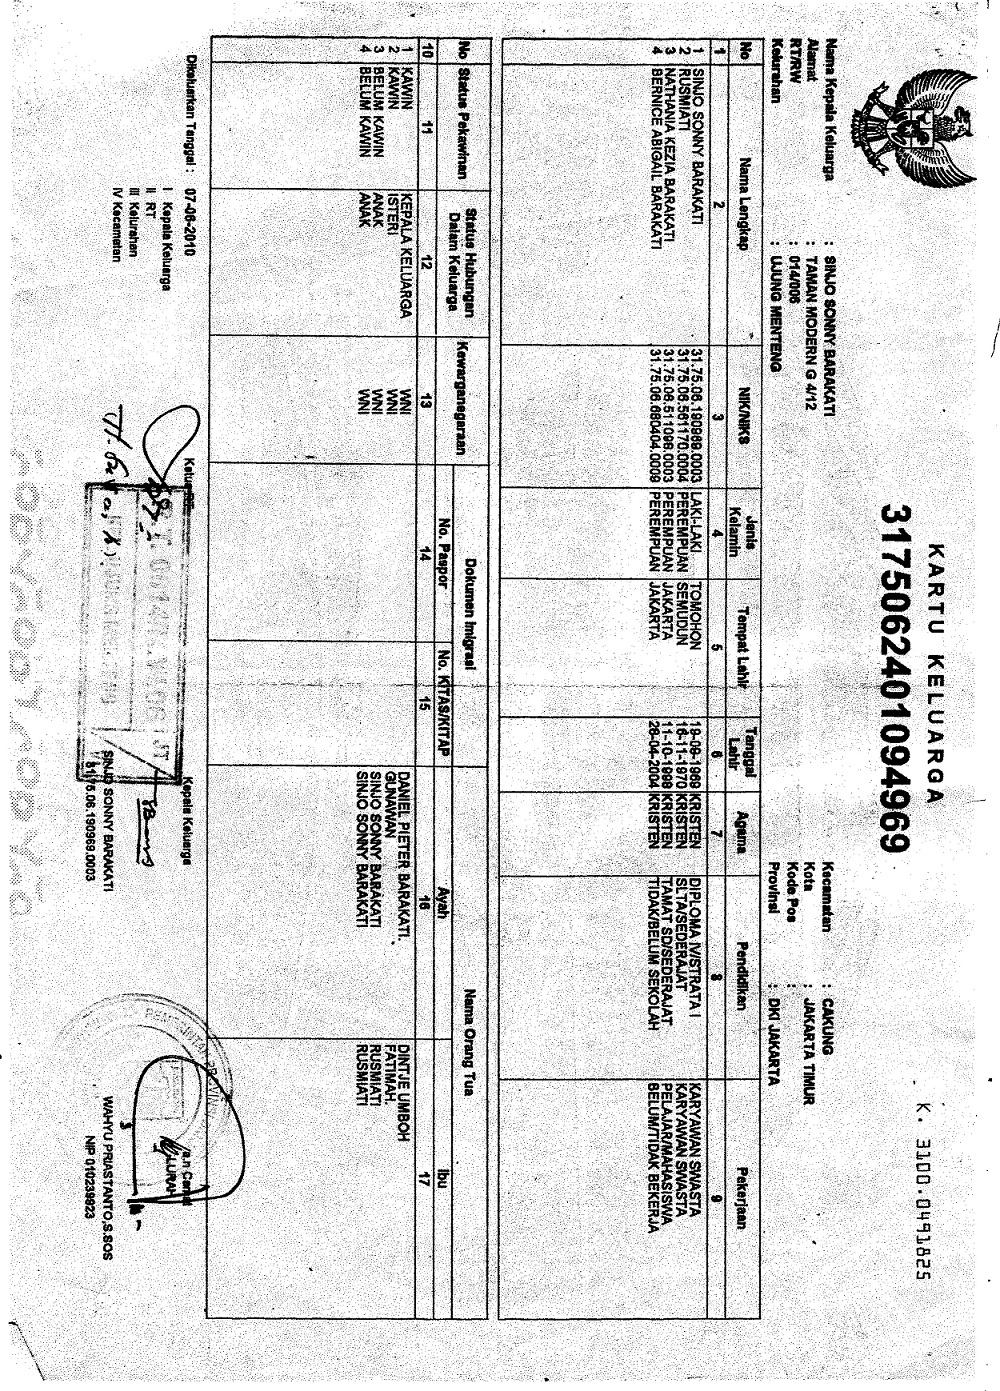 KARTU KELUARGA
3175062401094969
K. 3100.0491825
Nama Kepala Keluarga : SINJO SONNY BARAKATI
Alamat : TAMAN MODERN G 4/12
RT/RW : 014/006
Kelurahan : UJUNG MENTENG
Kecamatan : CAKUNG
Kota : JAKARTA TIMUR
Kode Pos :
Provinsi : DKI JAKARTA
No Nama Lengkap NIK/NIKS Jenis Kelamin Tempat Lahir Tanggal Lahir Agama Pendidikan Pekerjaan
1 2 3 4 5 6 7 8 9
1 SINJO SONNY BARAKATI 31.75.06.190969.0003 LAKI-LAKI TOMOHON 19-09-1969 KRISTEN DIPLOMA IV/STRATA I KARYAWAN SWASTA
2 RUSMIATI 31.75.06.561170.0004 PEREMPUAN SEMUDUN 16-11-1970 KRISTEN SLTA/SEDERAJAT KARYAWAN SWASTA
3 NATHANIA KEZIA BARAKATI 31.75.06.511098.0003 PEREMPUAN JAKARTA 11-10-1998 KRISTEN TAMAT SD/SEDERAJAT PELAJAR/MAHASISWA
4 BERNICE ABIGAIL BARAKATI 31.75.06.680404.0009 PEREMPUAN JAKARTA 28-04-2004 KRISTEN TIDAK/BELUM SEKOLAH BELUM/TIDAK BEKERJA
No Status Pekawinan Status Hubungan Dalam Keluarga Kewarganegaraan Dokumen Imigrasi Nama Orang Tua
No. Paspor No. KITAS/KITAP Ayah Ibu
10 11 12 13 14 15 16 17
1 KAWIN KEPALA KELUARGA WNI DANIEL PIETER BARAKATI. DINTJE UMBOH
2 KAWIN ISTERI WNI GUNAWAN FATIMAH.
3 BELUM KAWIN ANAK WNI SINJO SONNY BARAKATI RUSMIATI
4 BELUM KAWIN ANAK WNI SINJO SONNY BARAKATI RUSMIATI
Dikeluarkan Tanggal : 07-06-2010
I Kepala Keluarga
II RT
III Kelurahan
IV Kecamatan
Ketua
Kepala Keluarga
SINJO SONNY BARAKATI
31.75.06.190969.0003
a.n Camat
LURAH
WAHYU PRIASTANTO,S.SOS
NIP 010239923